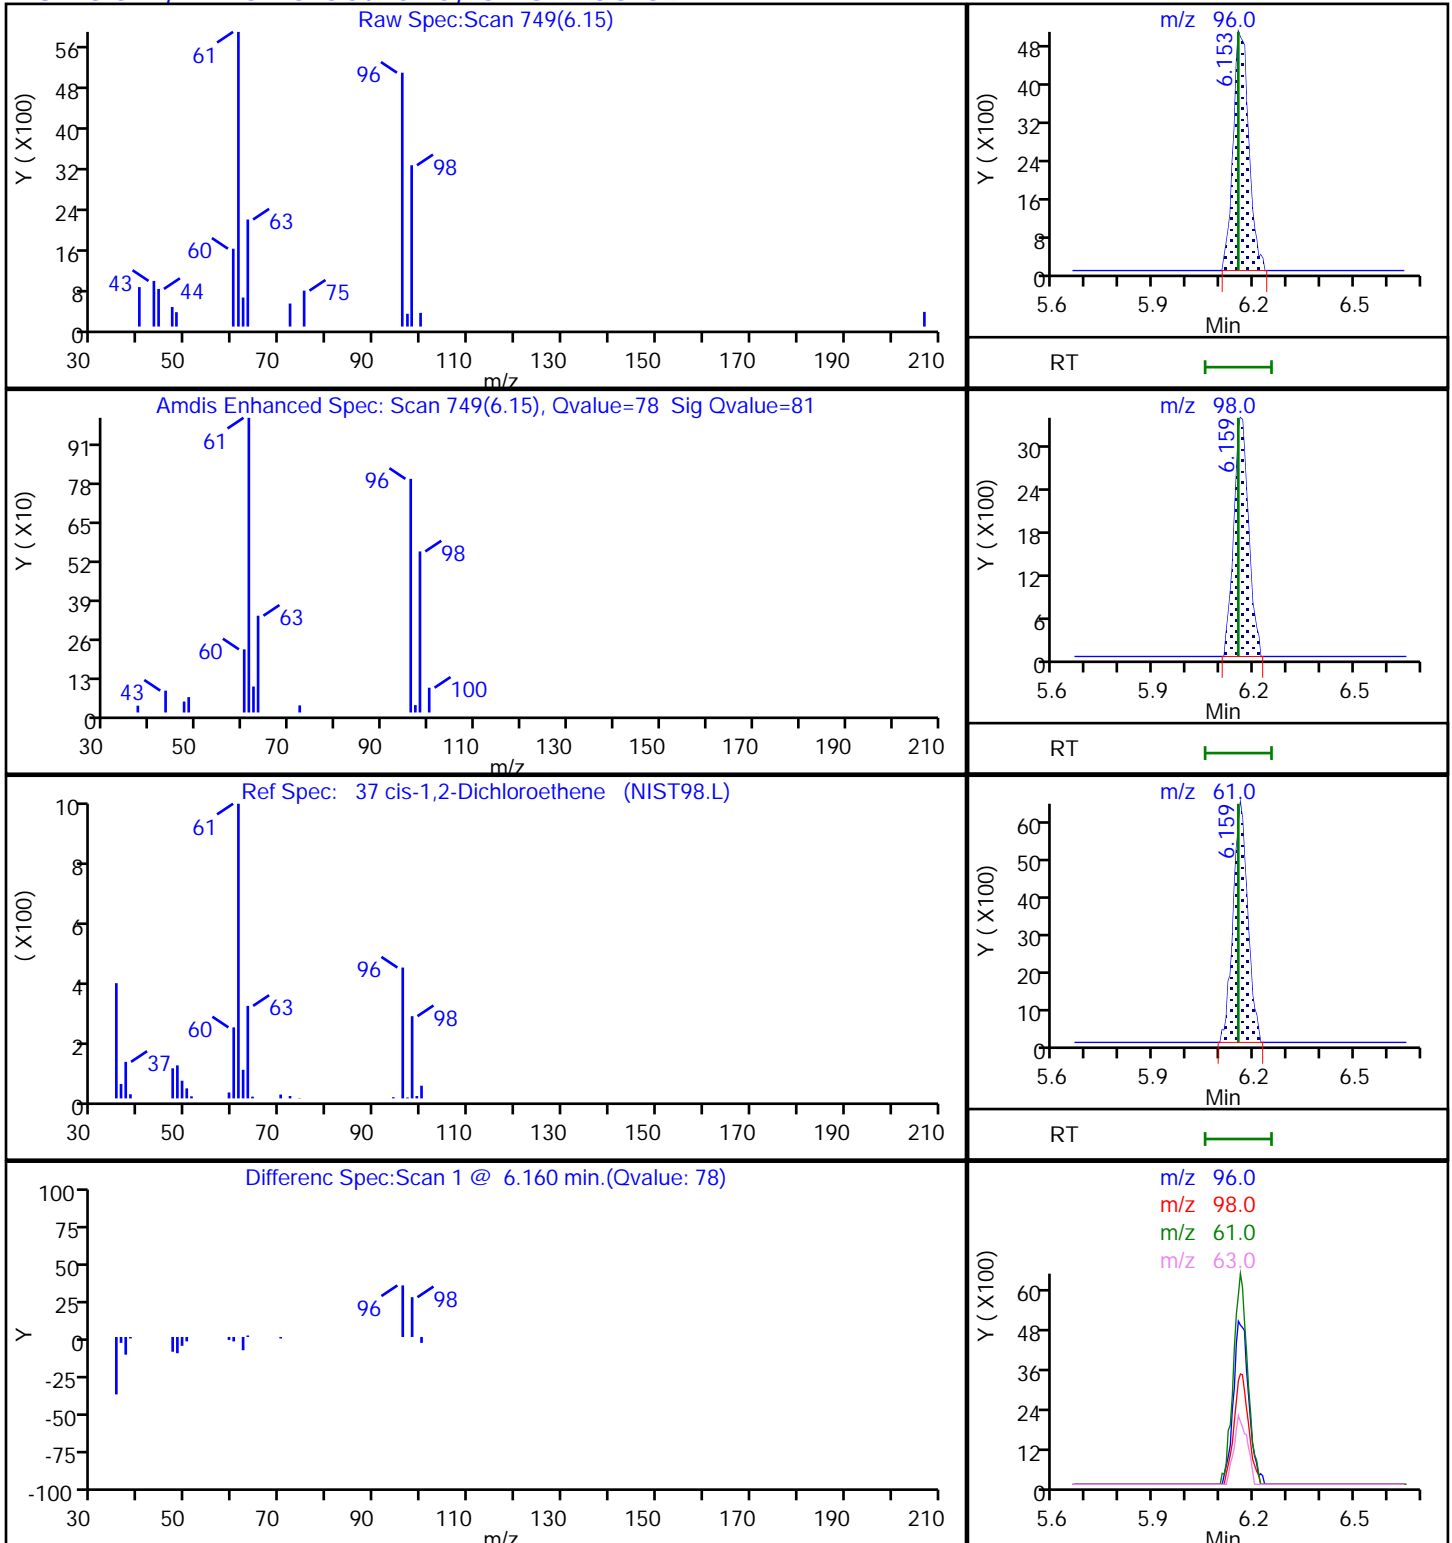 Raw Spec:Scan 749(6.15)
Y ( X100)
56
48
40
32
24
16
8
0
61
96
98
63
60
43
44
75
30 50 70 90 110 130 150 170 190 210
m/z
m/z 96.0
Y ( X100)
48
40
32
24
16
8
0
6.153
5.6 5.9 6.2 6.5
Min
RT
Amdis Enhanced Spec: Scan 749(6.15), Qvalue=78 Sig Qvalue=81
Y ( X10)
91
78
65
52
39
26
13
0
61
96
98
63
60
43
100
30 50 70 90 110 130 150 170 190 210
m/z
m/z 98.0
Y ( X100)
30
24
18
12
6
0
6.159
5.6 5.9 6.2 6.5
Min
RT
Ref Spec: 37 cis-1,2-Dichloroethene (NIST98.L)
( X100)
10
8
6
4
2
0
61
96
63
98
60
37
30 50 70 90 110 130 150 170 190 210
m/z 61.0
Y ( X100)
60
50
40
30
20
10
0
6.159
5.6 5.9 6.2 6.5
Min
RT
Differenc Spec:Scan 1 @ 6.160 min.(Qvalue: 78)
Y
100
75
50
25
0
-25
-50
-75
-100
96
98
30 50 70 90 110 130 150 170 190 210
m/z
m/z 96.0
m/z 98.0
m/z 61.0
m/z 63.0
Y ( X100)
60
48
36
24
12
0
5.6 5.9 6.2 6.5
Min